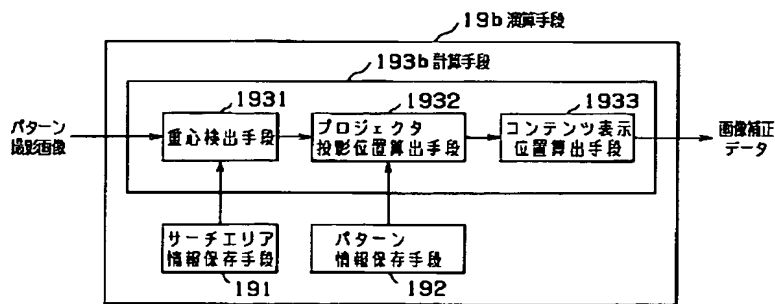 19b 演算手段
193b 計算手段
1931
1932
1933
パターン
撮影画像
重心検出手段
プロジェクタ
投影位置算出手段
コンテンツ表示
位置算出手段
画像補正
データ
サーチエリア
情報保存手段
パターン
情報保存手段
191
192